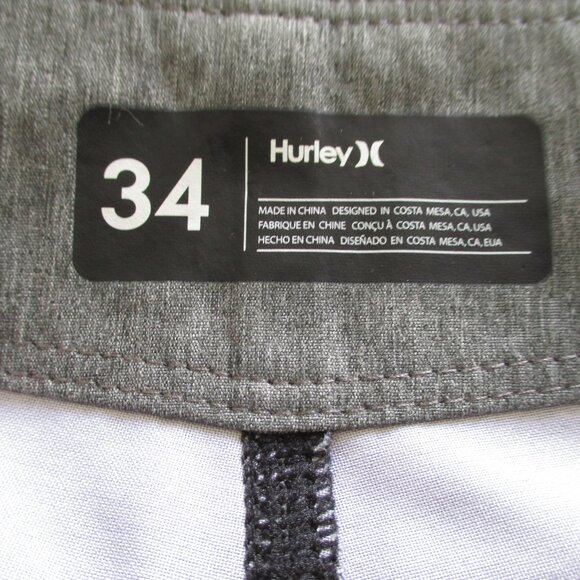 34
Hurley
MADE IN CHINA DESIGNED IN COSTA MESA, CA, USA
FABRIQUE EN CHINE CONÇU À COSTA MESA, CA, USA
HECHO EN CHINA DISEÑADO EN COSTA MESA, CA, EUA